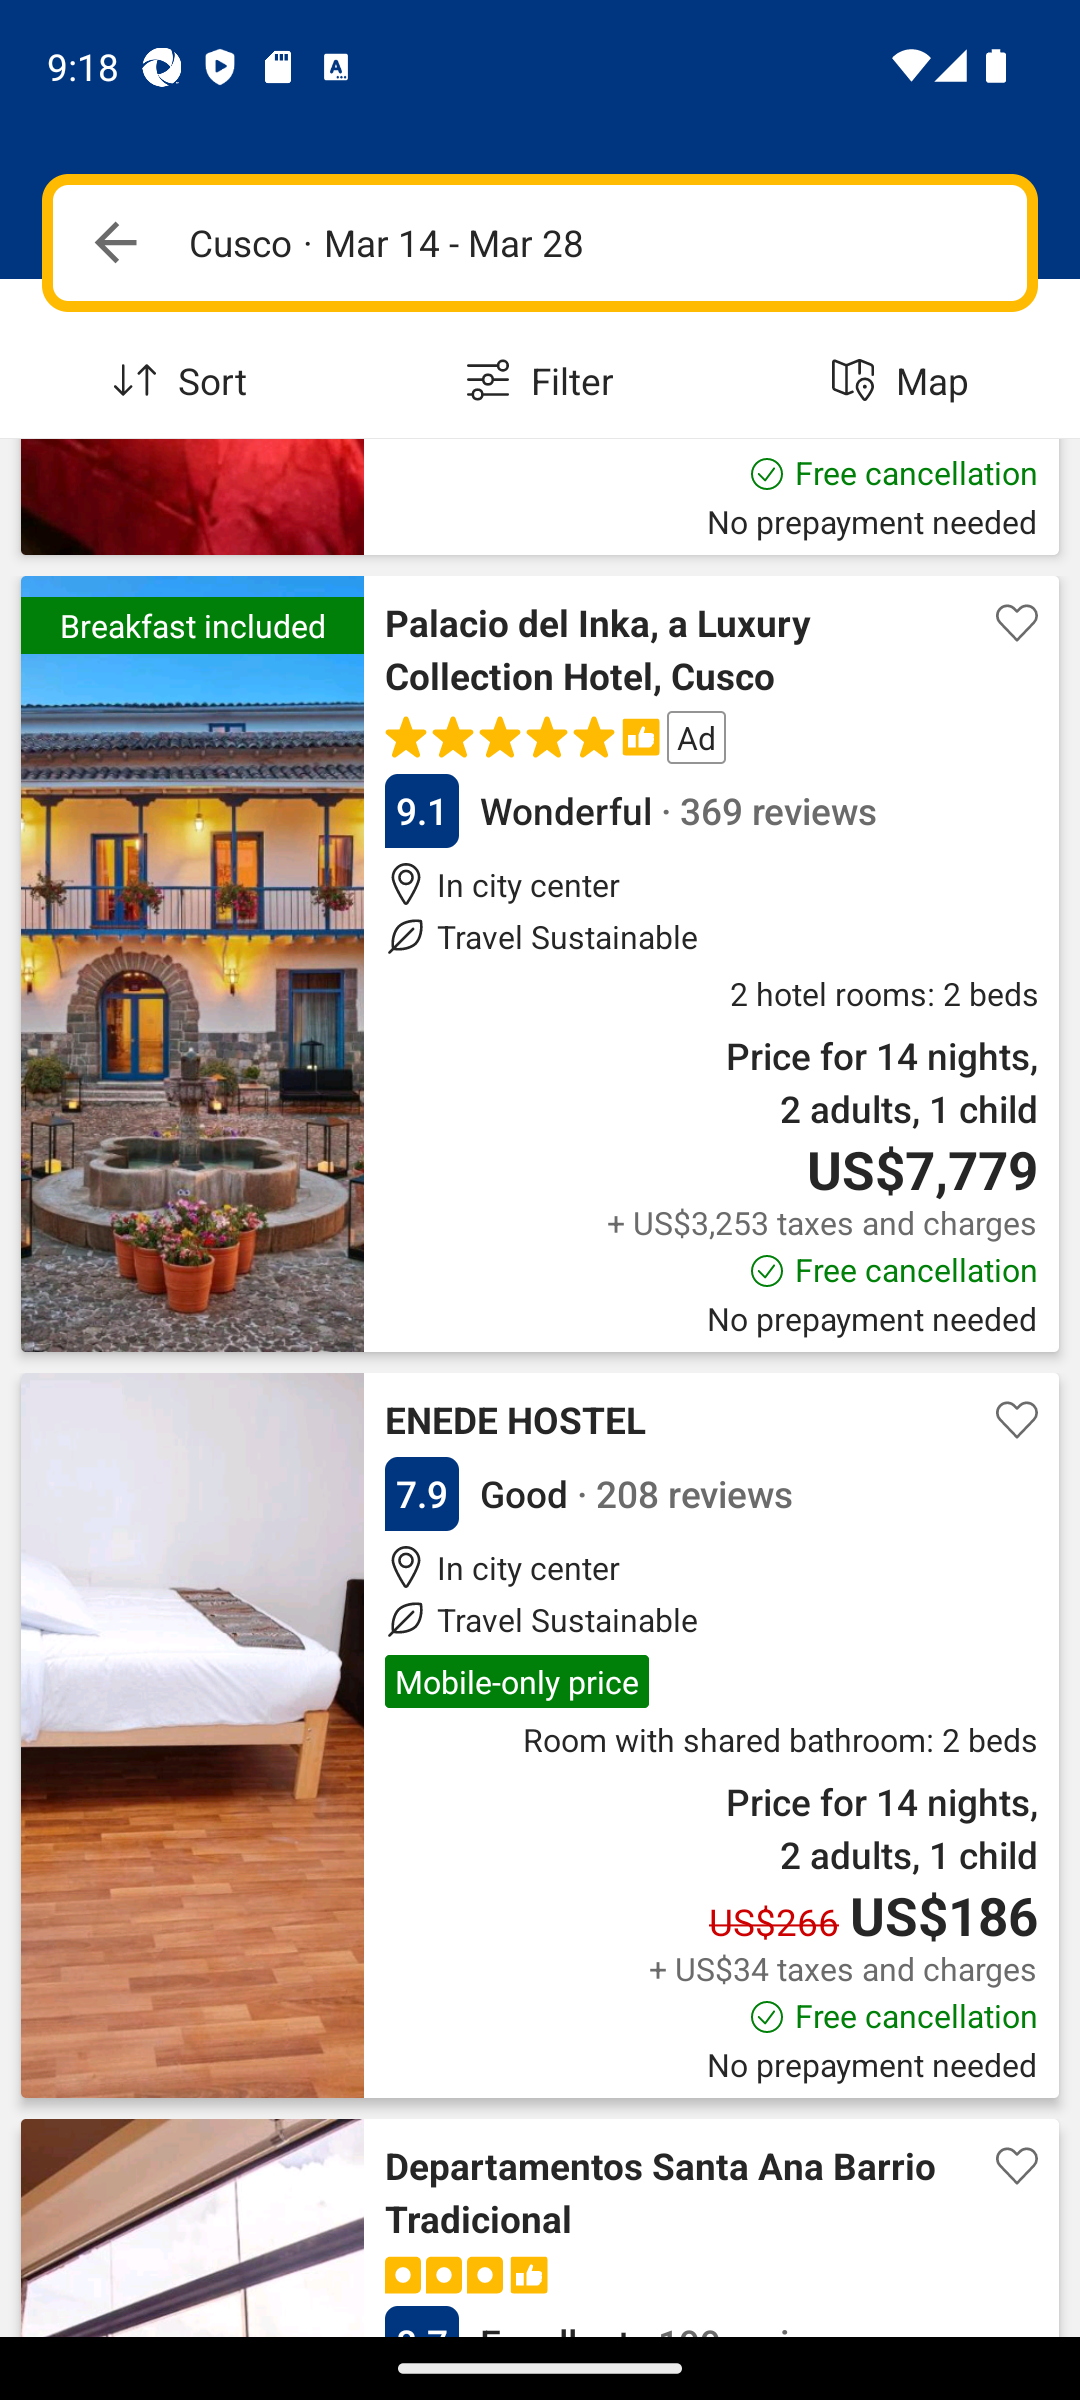 9:18
Cusco · Mar 14 - Mar 28
Sort
Filter
Map
Free cancellation
No prepayment needed
Breakfast included
Palacio del Inka, a Luxury
Collection Hotel, Cusco
Ad
9.1 Wonderful · 369 reviews
In city center
Travel Sustainable
2 hotel rooms: 2 beds
Price for 14 nights,
2 adults, 1 child
US$7,779
+ US$3,253 taxes and charges
Free cancellation
No prepayment needed
ENEDE HOSTEL
7.9 Good · 208 reviews
In city center
Travel Sustainable
Mobile-only price
Room with shared bathroom: 2 beds
Price for 14 nights,
2 adults, 1 child
US$266 US$186
+ US$34 taxes and charges
Free cancellation
No prepayment needed
Departamentos Santa Ana Barrio
Tradicional